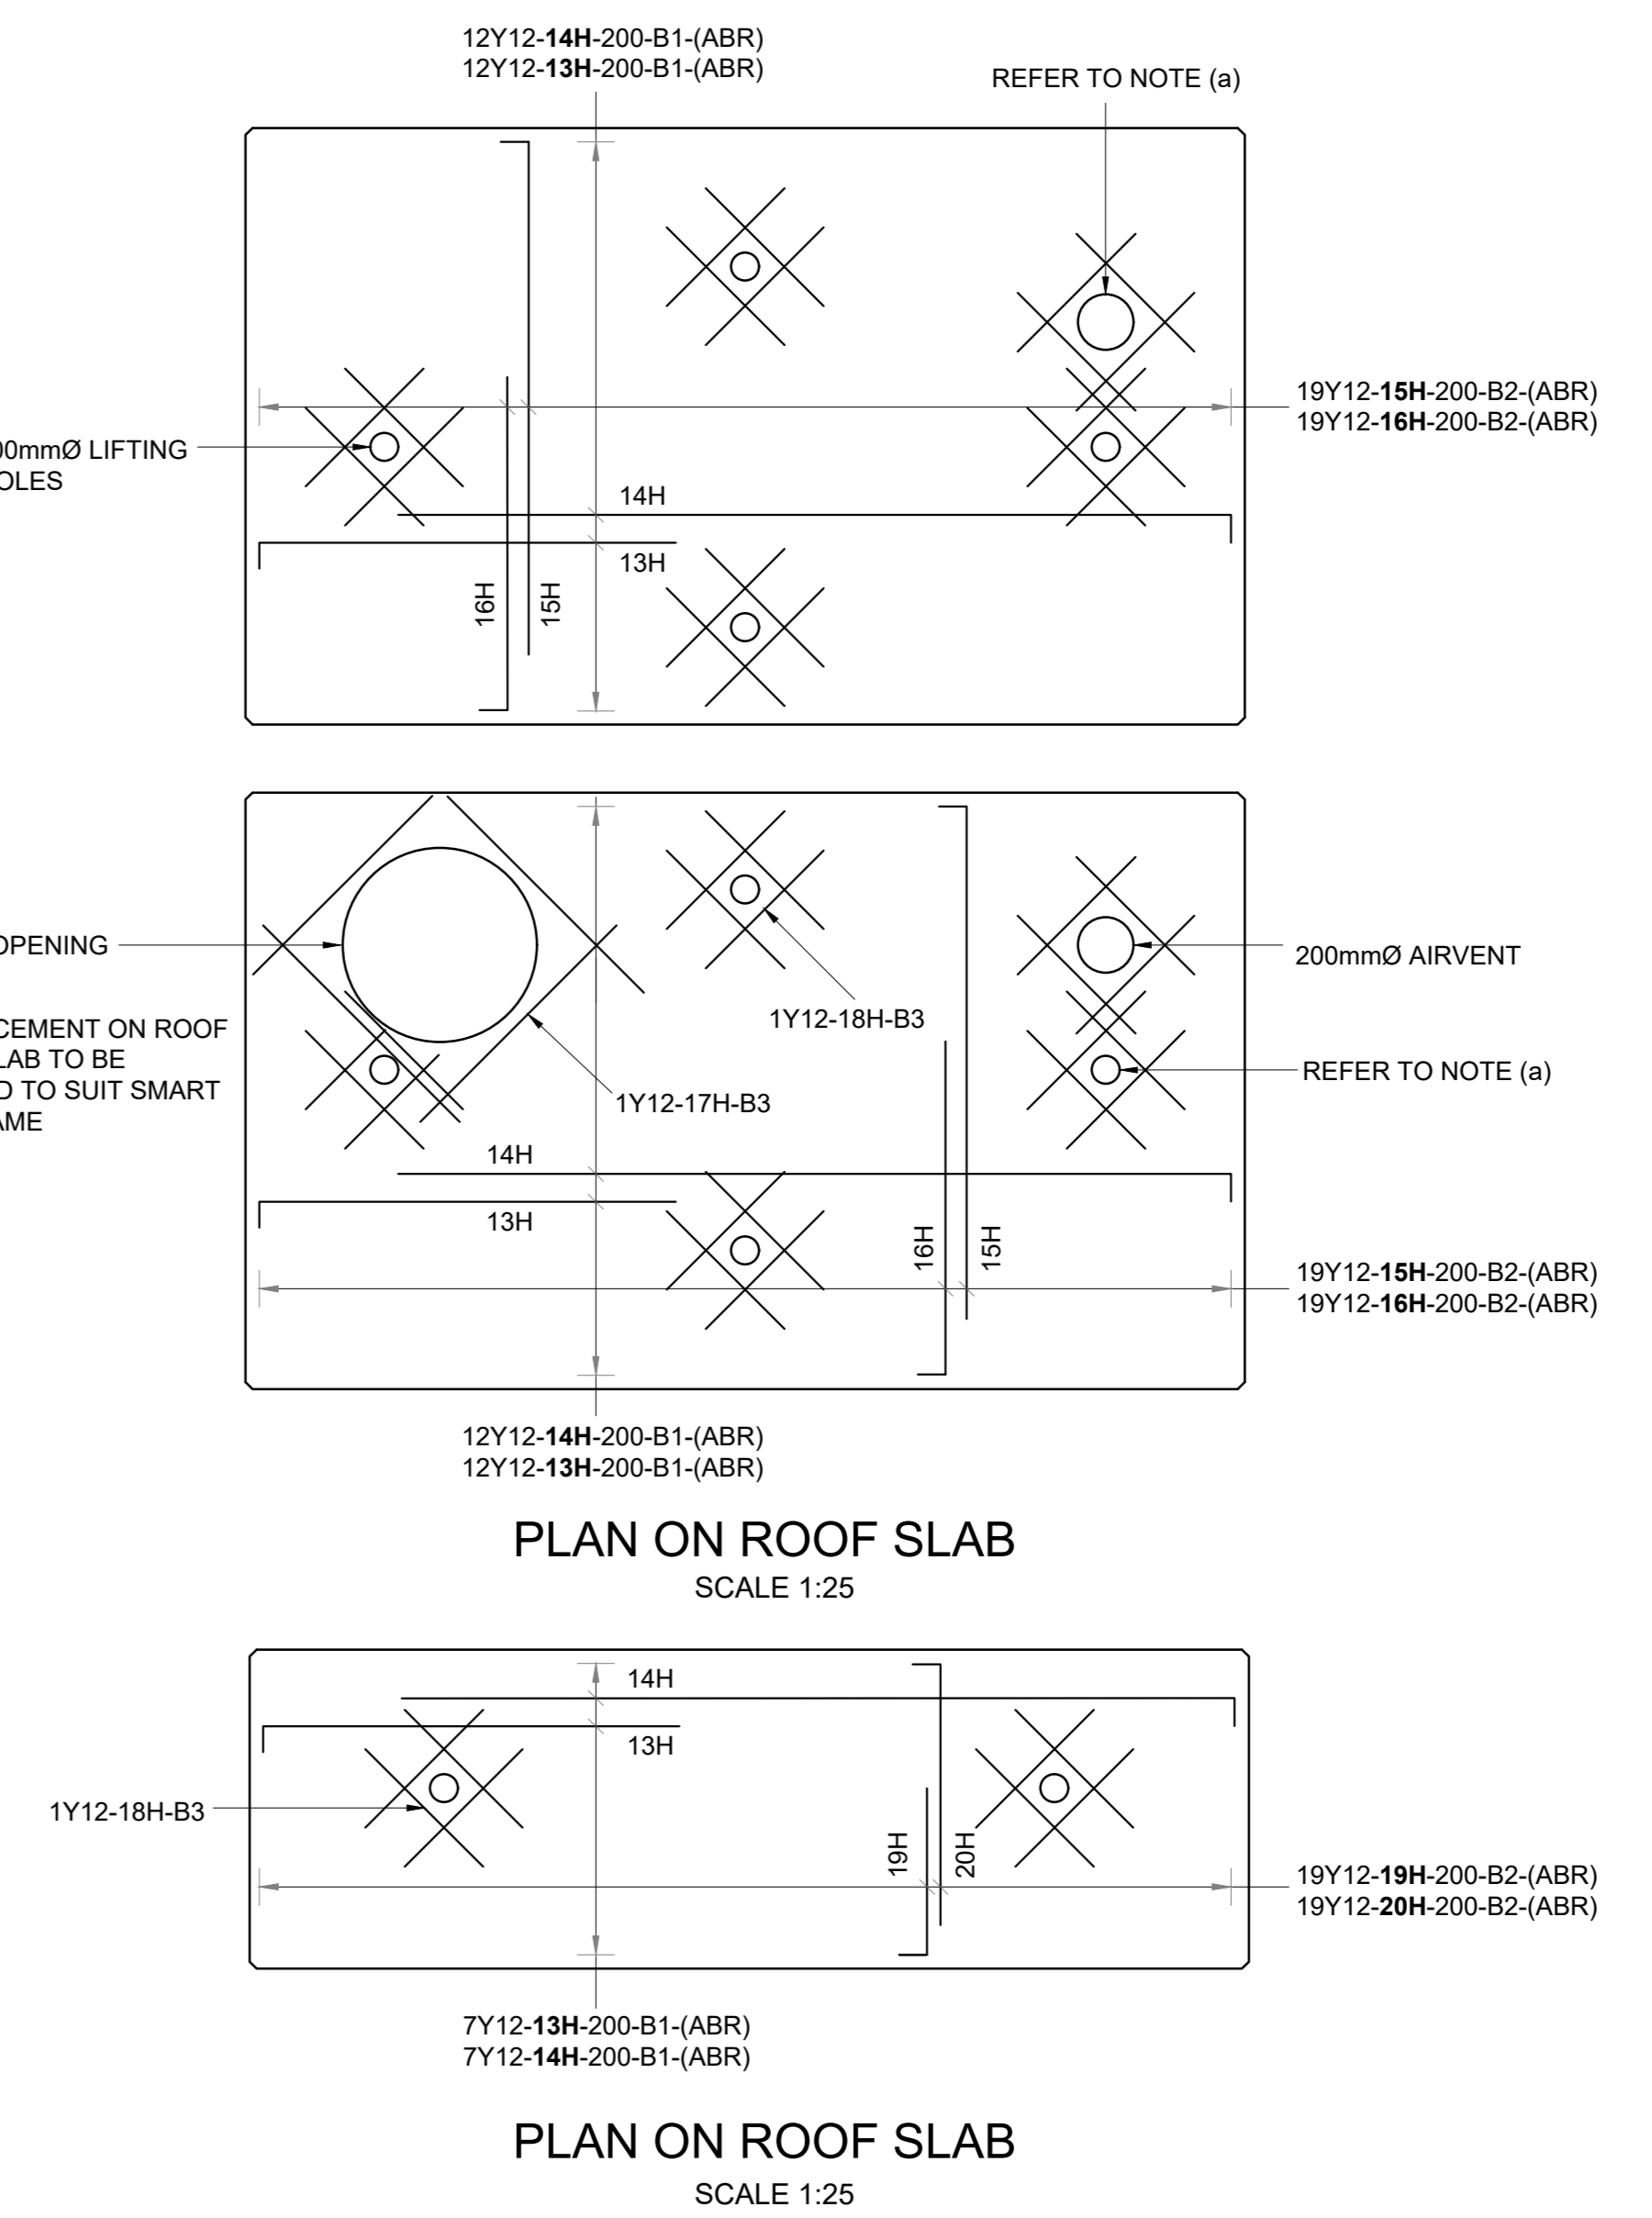 12Y12-14H-200-B1-(ABR)
12Y12-13H-200-B1-(ABR)
REFER TO NOTE (a)
19Y12-15H-200-B2-(ABR)
19Y12-16H-200-B2-(ABR)
00mmØ LIFTING
OLES
14H
13H
16H
15H
OPENING
200mmØ AIRVENT
1Y12-18H-B3
CEMENT ON ROOF
LAB TO BE
D TO SUIT SMART
AME
REFER TO NOTE (a)
1Y12-17H-B3
14H
13H
16H
15H
19Y12-15H-200-B2-(ABR)
19Y12-16H-200-B2-(ABR)
12Y12-14H-200-B1-(ABR)
12Y12-13H-200-B1-(ABR)
PLAN ON ROOF SLAB
SCALE 1:25
14H
13H
1Y12-18H-B3
19H
20H
19Y12-19H-200-B2-(ABR)
19Y12-20H-200-B2-(ABR)
7Y12-13H-200-B1-(ABR)
7Y12-14H-200-B1-(ABR)
PLAN ON ROOF SLAB
SCALE 1:25